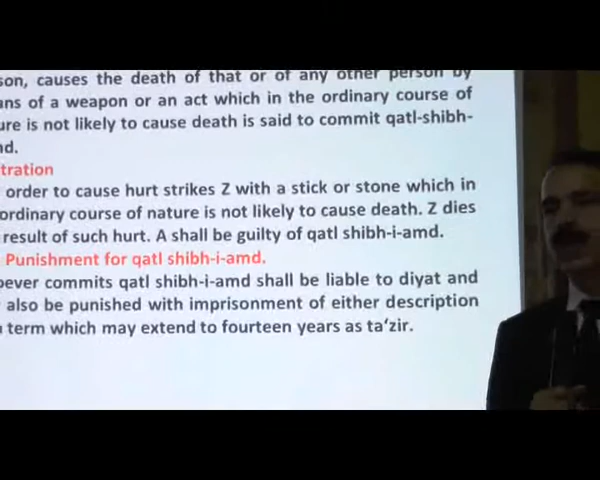 son, causes the death of that or of any other person by
ans of a weapon or an act which in the ordinary course of
ure is not likely to cause death is said to commit qatl-shibh-
nd.
tration
order to cause hurt strikes Z with a stick or stone which in
ordinary course of nature is not likely to cause death. Z dies
result of such hurt. A shall be guilty of qatl shibh-i-amd.
Punishment for qatl shibh-i-amd.
oever commits qatl shibh-i-amd shall be liable to diyat and
also be punished with imprisonment of either description
term which may extend to fourteen years as ta‘zir.